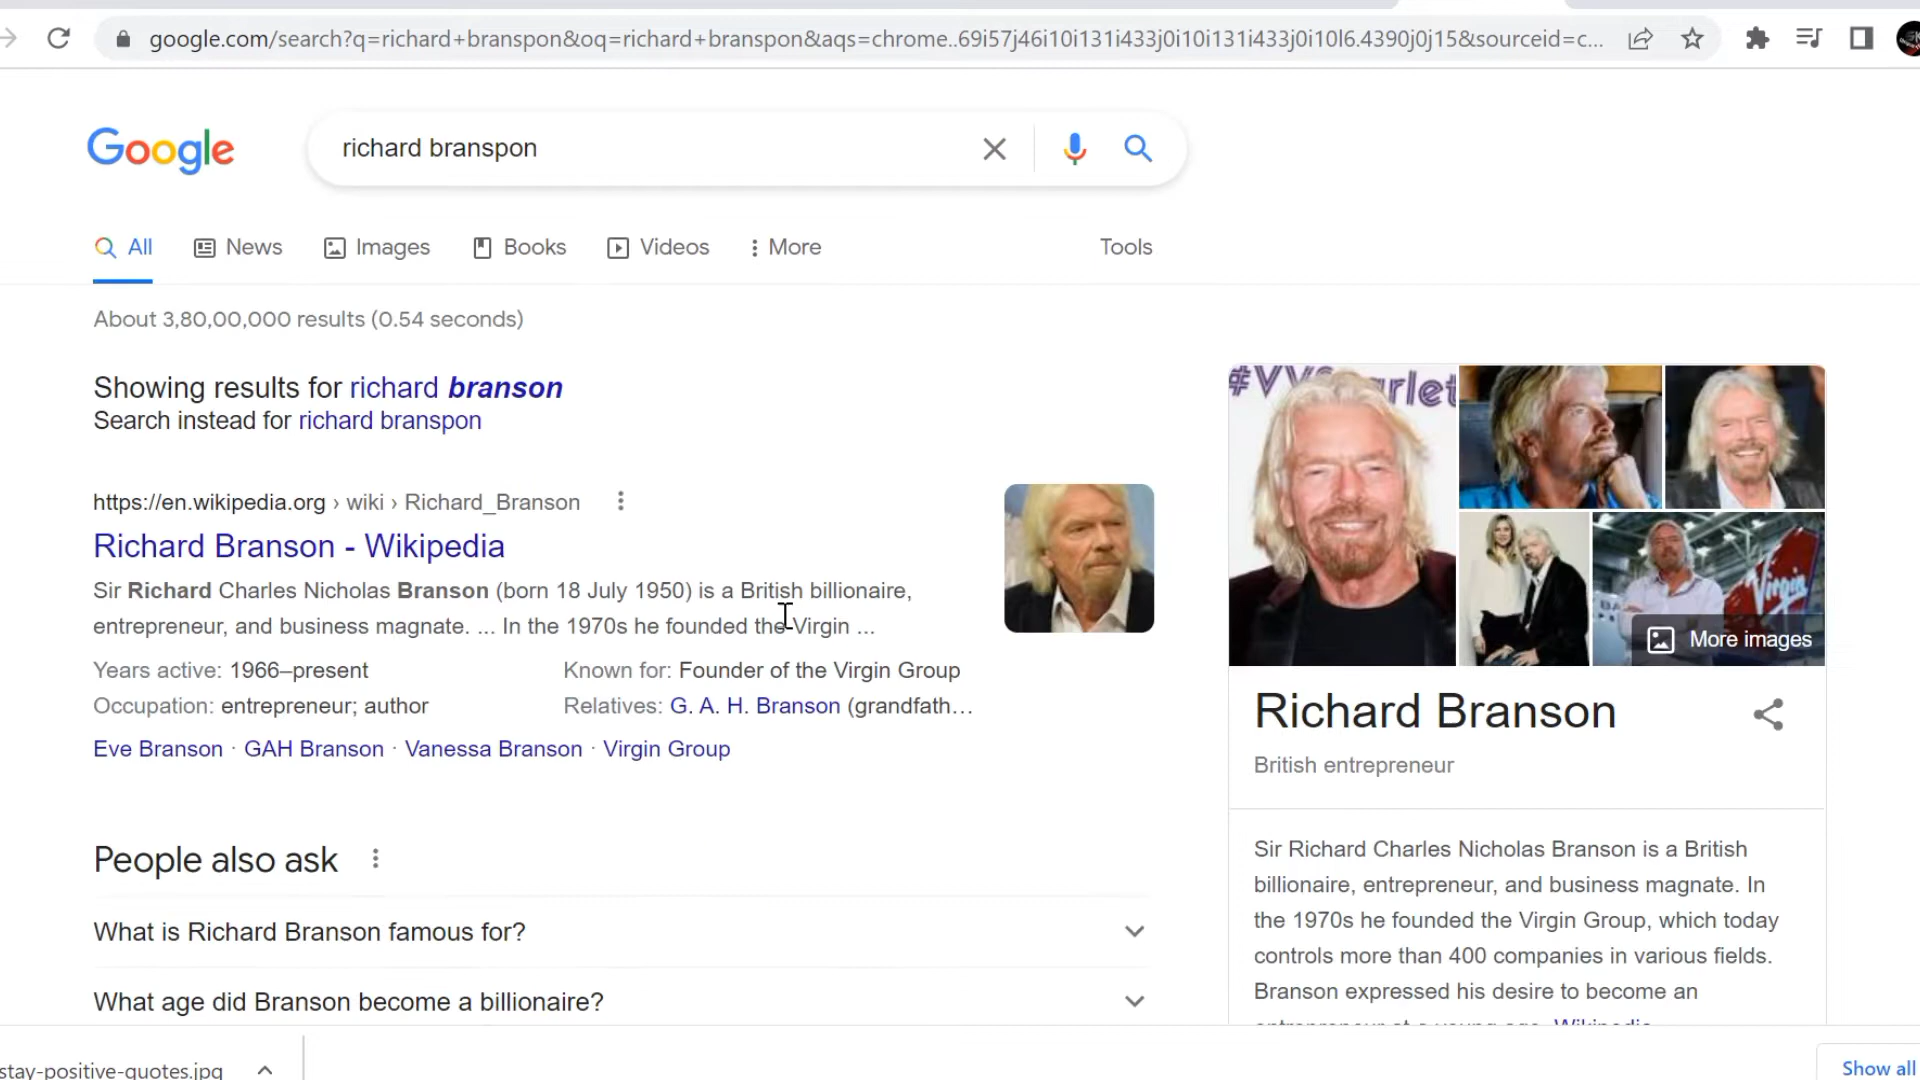 google.com/search?q=richard+branspon&oq=richard+branspon&aqs=chrome..69i57j46i10i131i433j0i10i131i433j0i10l6.4390j0j15&sourceid=c...
Google
richard branspon
All News Images Books Videos More Tools
About 3,80,00,000 results (0.54 seconds)
Showing results for richard branson
Search instead for richard branspon
https://en.wikipedia.org › wiki › Richard_Branson
Richard Branson - Wikipedia
Sir Richard Charles Nicholas Branson (born 18 July 1950) is a British billionaire,
entrepreneur, and business magnate. ... In the 1970s he founded the Virgin ...
Years active: 1966–present
Known for: Founder of the Virgin Group
Occupation: entrepreneur; author
Relatives: G. A. H. Branson (grandfath...
Eve Branson · GAH Branson · Vanessa Branson · Virgin Group
People also ask
What is Richard Branson famous for?
What age did Branson become a billionaire?
Virgin
More images
Richard Branson
British entrepreneur
Sir Richard Charles Nicholas Branson is a British
billionaire, entrepreneur, and business magnate. In
the 1970s he founded the Virgin Group, which today
controls more than 400 companies in various fields.
Branson expressed his desire to become an
entrepreneur at a young age. Wikipedia
stay-positive-quotes.jpg
Show all